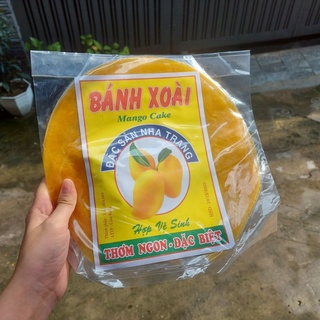 BÁNH XOÀI
Mango Cake
ĐẶC SẢN NHA TRANG
Hợp Vệ Sinh
THƠM NGON - ĐẶC BIỆT